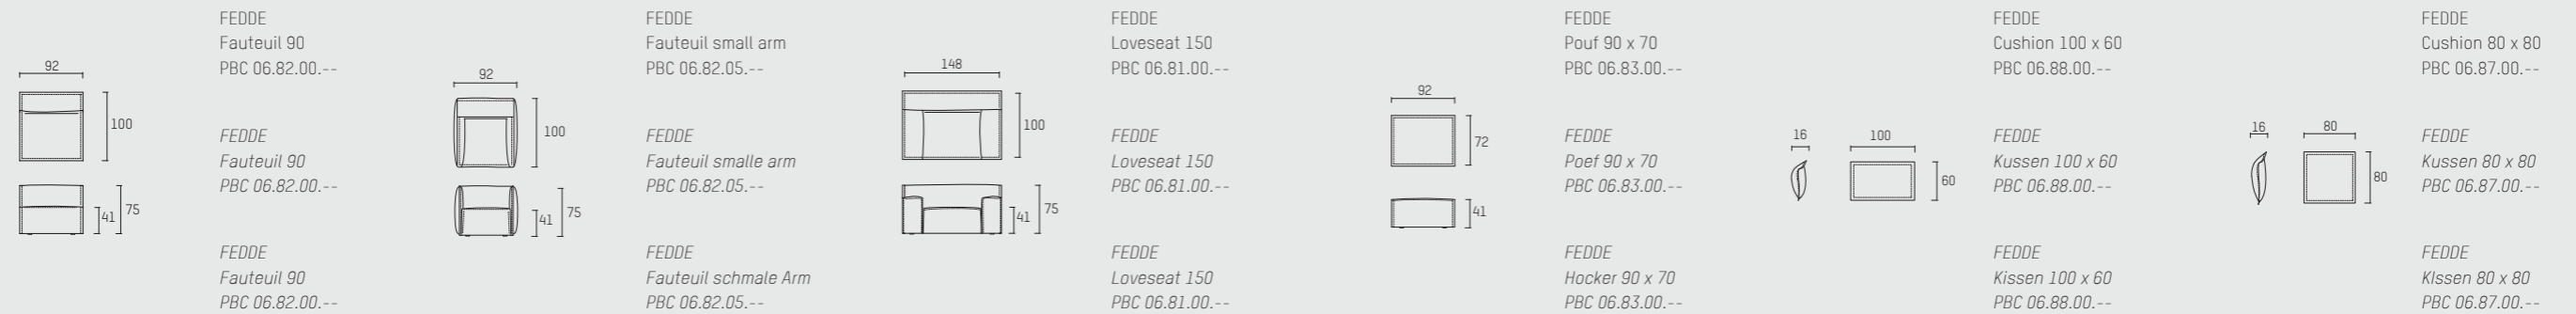 92
100
41
75
FEDDE
Fauteuil 90
PBC 06.82.00.--
FEDDE
Fauteuil 90
PBC 06.82.00.--
FEDDE
Fauteuil 90
PBC 06.82.00.--
92
100
41
75
FEDDE
Fauteuil small arm
PBC 06.82.05.--
FEDDE
Fauteuil smalle arm
PBC 06.82.05.--
FEDDE
Fauteuil schmale Arm
PBC 06.82.05.--
148
100
41
75
FEDDE
Loveseat 150
PBC 06.81.00.--
FEDDE
Loveseat 150
PBC 06.81.00.--
FEDDE
Loveseat 150
PBC 06.81.00.--
92
72
41
FEDDE
Pouf 90 x 70
PBC 06.83.00.--
FEDDE
Poef 90 x 70
PBC 06.83.00.--
FEDDE
Hocker 90 x 70
PBC 06.83.00.--
16
100
60
FEDDE
Cushion 100 x 60
PBC 06.88.00.--
FEDDE
Kussen 100 x 60
PBC 06.88.00.--
FEDDE
Kissen 100 x 60
PBC 06.88.00.--
16
80
80
FEDDE
Cushion 80 x 80
PBC 06.87.00.--
FEDDE
Kussen 80 x 80
PBC 06.87.00.--
FEDDE
KIssen 80 x 80
PBC 06.87.00.--